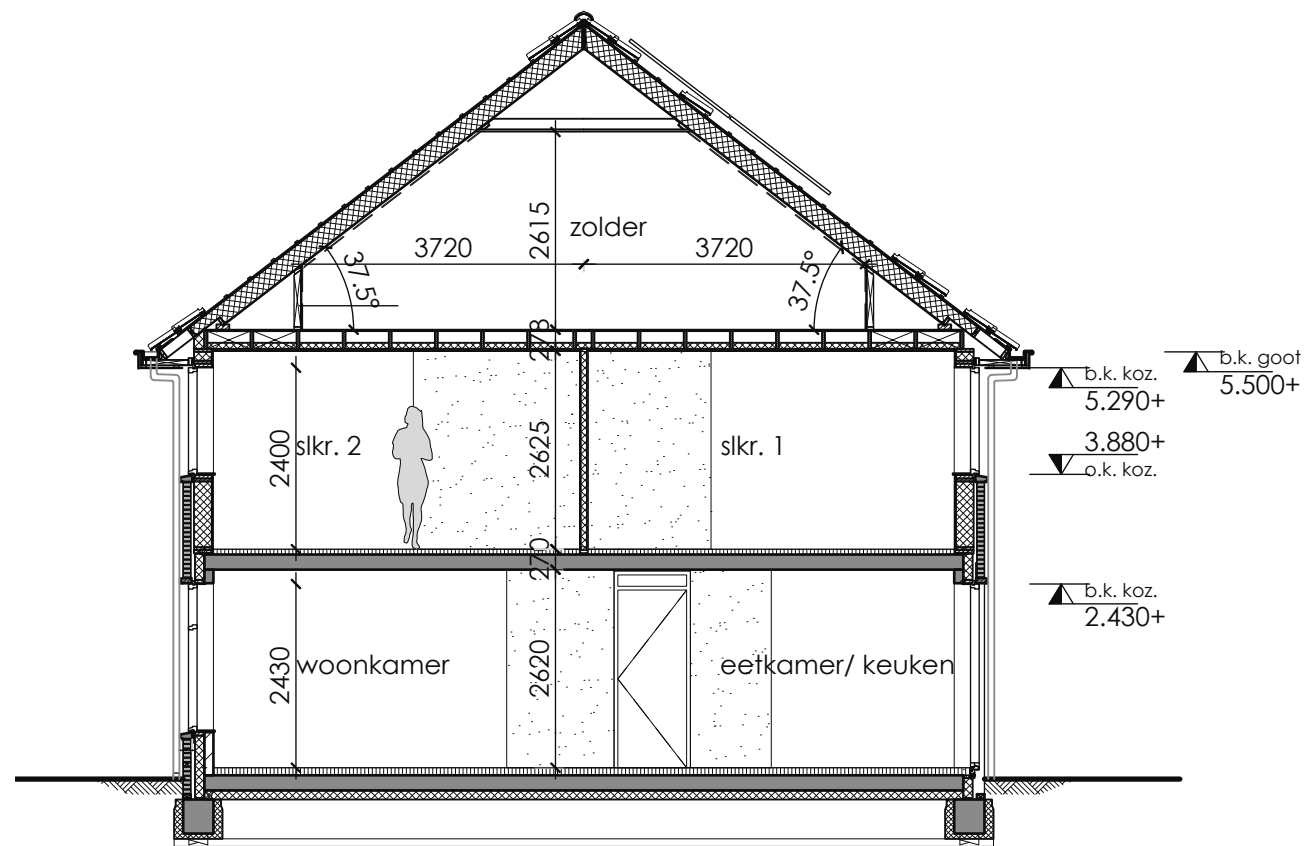 2615
zolder
3720
3720
37.5°
37.5°
278
b.k. goot
5.500+
b.k. koz.
5.290+
3.880+
o.k. koz.
2400
slkr. 2
2625
slkr. 1
270
b.k. koz.
2.430+
2430
woonkamer
2620
eetkamer/ keuken